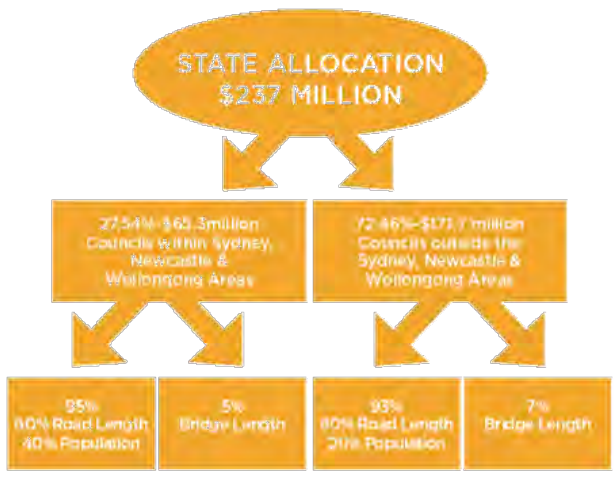 STATE ALLOCATION
$237 MILLION
27.54%-$65.3million
Councils within Sydney,
Newcastle &
Wollongong Areas
72.46%-$171.7 million
Councils outside the
Sydney, Newcastle &
Wollongong Areas
95%
60% Road Length
40% Population
5%
Bridge Length
93%
80% Road Length
20% Population
7%
Bridge Length